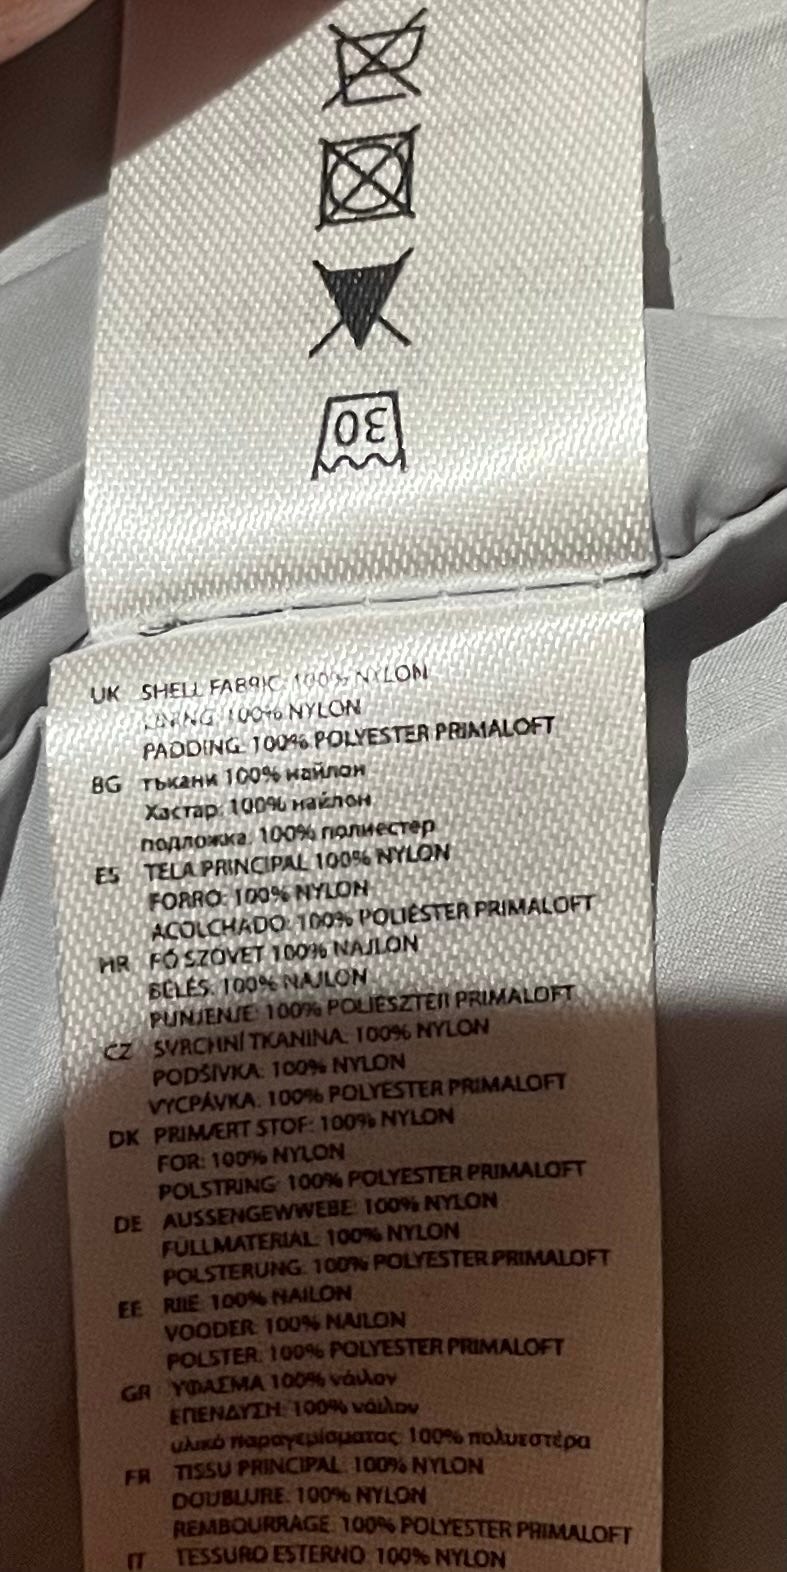 30
UK SHELL FABRIC: 100% NYLON
LINING 100% NYLON
PADDING: 100% POLYESTER PRIMALOFT
BG тъкани 100% найлон
Хастар: 100% найлон
подложка: 100% полиестер
ES TELA PRINCIPAL 100% NYLON
FORRO: 100% NYLON
ACOLCHADO: 100% POLIÉSTER PRIMALOFT
HR FŐ SZÖVET 100% NAJLON
BÉLÉS: 100% NAJLON
PUNJENJE: 100% POLIÉSZTER PRIMALOFT
CZ SVRCHNÍ TKANINA: 100% NYLON
PODŠÍVKA: 100% NYLON
VYCPÁVKA: 100% POLYESTER PRIMALOFT
DK PRIMÆRT STOF: 100% NYLON
FOR: 100% NYLON
POLSTRING: 100% POLYESTER PRIMALOFT
DE AUSSENGEWWEBE: 100% NYLON
FÜLLMATERIAL: 100% NYLON
POLSTERUNG: 100% POLYESTER PRIMALOFT
EE RIIE: 100% NAILON
VOODER: 100% NAILON
POLSTER: 100% POLYESTER PRIMALOFT
GR ΥΦΑΣΜΑ 100% νάιλον
ΕΠΕΝΔΥΣΗ: 100% νάιλον
υλικό παραγεμίσματος: 100% πολυεστέρα
FR TISSU PRINCIPAL: 100% NYLON
DOUBLURE: 100% NYLON
REMBOURRAGE: 100% POLYESTER PRIMALOFT
IT TESSURO ESTERNO: 100% NYLON